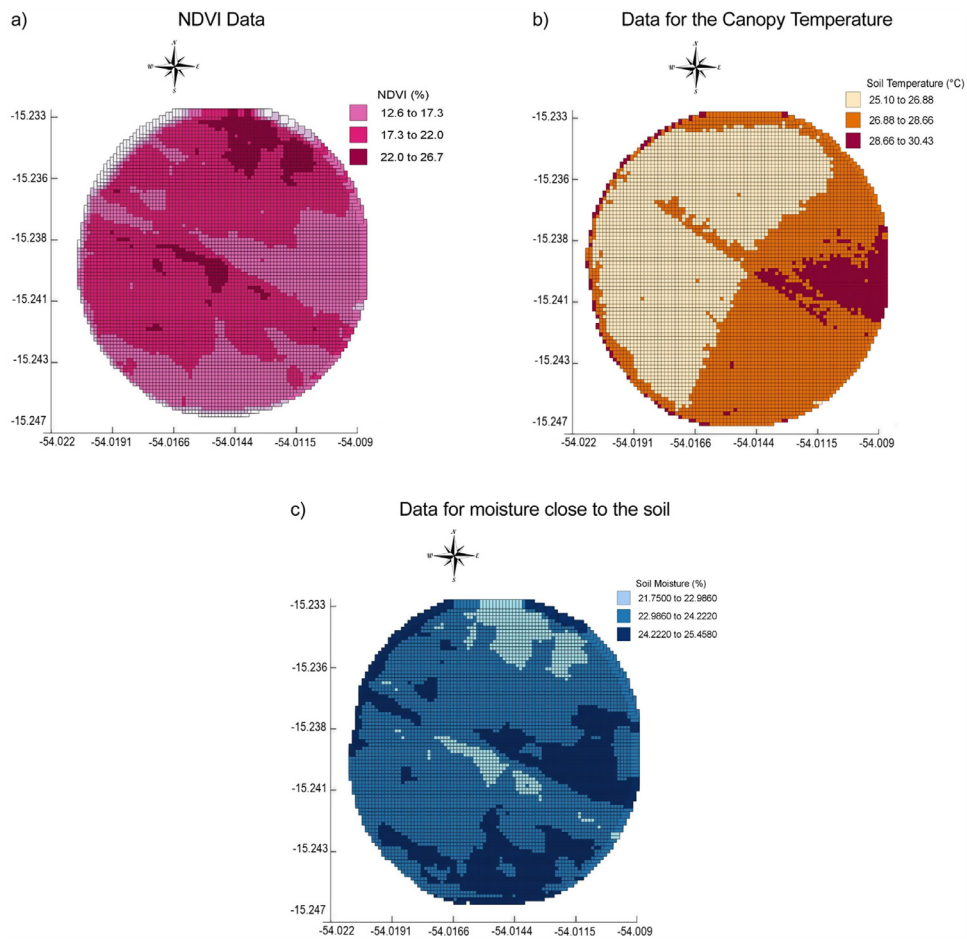 a) NDVI Data
N
W E
S
NDVI (%)
12.6 to 17.3
17.3 to 22.0
22.0 to 26.7
-15.233
-15.236
-15.238
-15.241
-15.243
-15.247
-54.022 -54.0191 -54.0166 -54.0144 -54.0115 -54.009
b) Data for the Canopy Temperature
N
W E
S
Soil Temperature (°C)
25.10 to 26.88
26.88 to 28.66
28.66 to 30.43
-15.233
-15.236
-15.238
-15.241
-15.243
-15.247
-54.022 -54.0191 -54.0166 -54.0144 -54.0115 -54.009
c) Data for moisture close to the soil
N
W E
S
Soil Moisture (%)
21.7500 to 22.9860
22.9860 to 24.2220
24.2220 to 25.4580
-15.233
-15.236
-15.238
-15.241
-15.243
-15.247
-54.022 -54.0191 -54.0166 -54.0144 -54.0115 -54.009